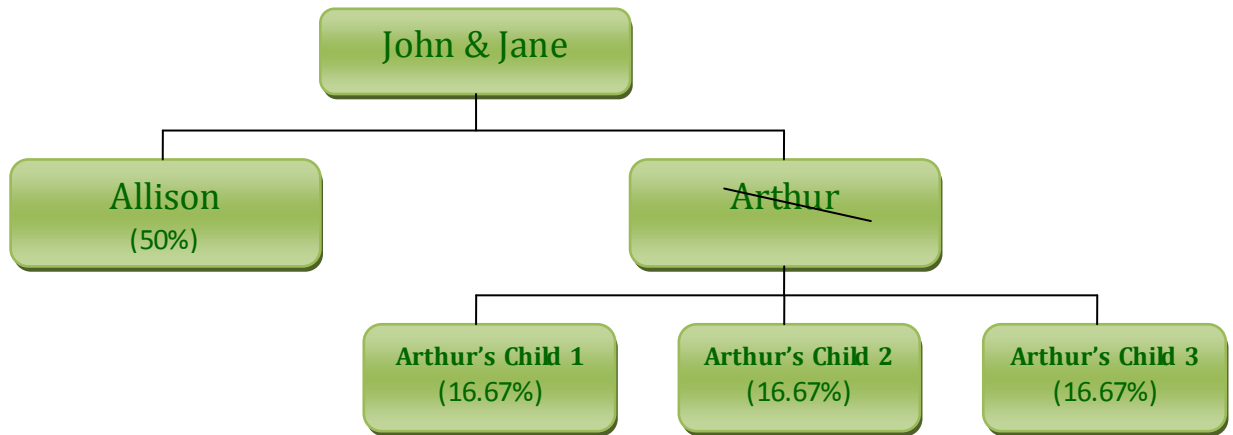 John & Jane
Allison
(50%)
Arthur
Arthur's Child 1
(16.67%)
Arthur's Child 2
(16.67%)
Arthur's Child 3
(16.67%)